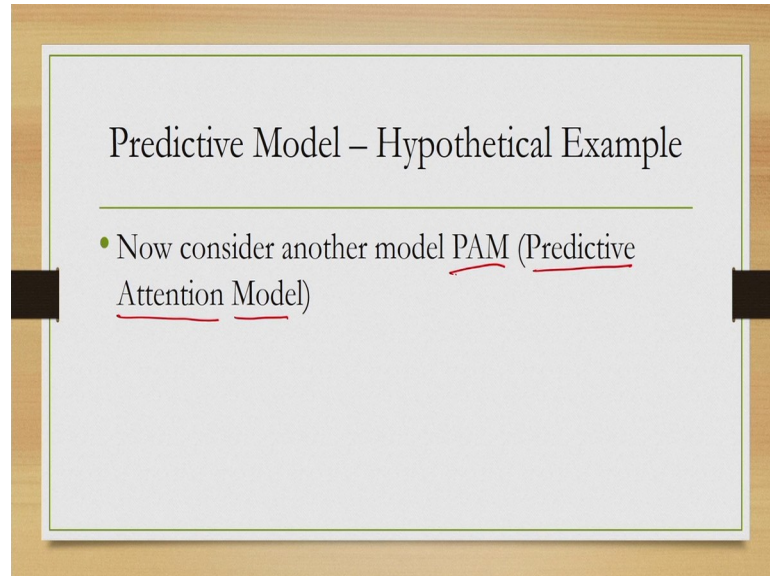 Predictive Model – Hypothetical Example
• Now consider another model PAM (Predictive
Attention Model)